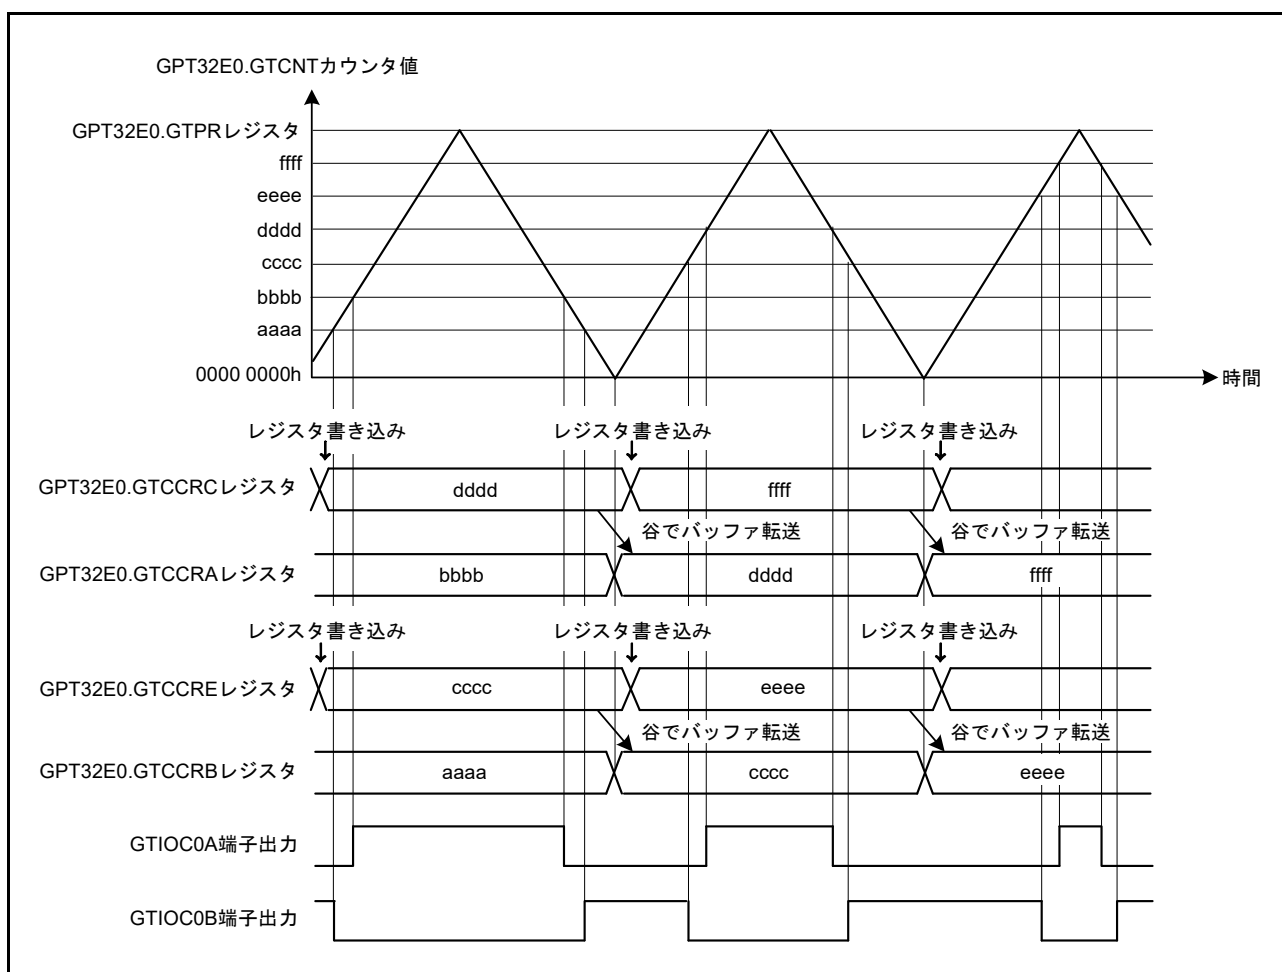 GPT32E0.GTCNTカウンタ値
GPT32E0.GTPRレジスタ
ffff
eeee
dddd
cccc
bbbb
aaaa
0000 0000h
時間
レジスタ書き込み
レジスタ書き込み
レジスタ書き込み
GPT32E0.GTCCRCレジスタ
dddd
ffff
谷でバッファ転送
谷でバッファ転送
GPT32E0.GTCCRAレジスタ
bbbb
dddd
ffff
レジスタ書き込み
レジスタ書き込み
レジスタ書き込み
GPT32E0.GTCCREレジスタ
cccc
eeee
谷でバッファ転送
谷でバッファ転送
GPT32E0.GTCCRBレジスタ
aaaa
cccc
eeee
GTIOC0A端子出力
GTIOC0B端子出力